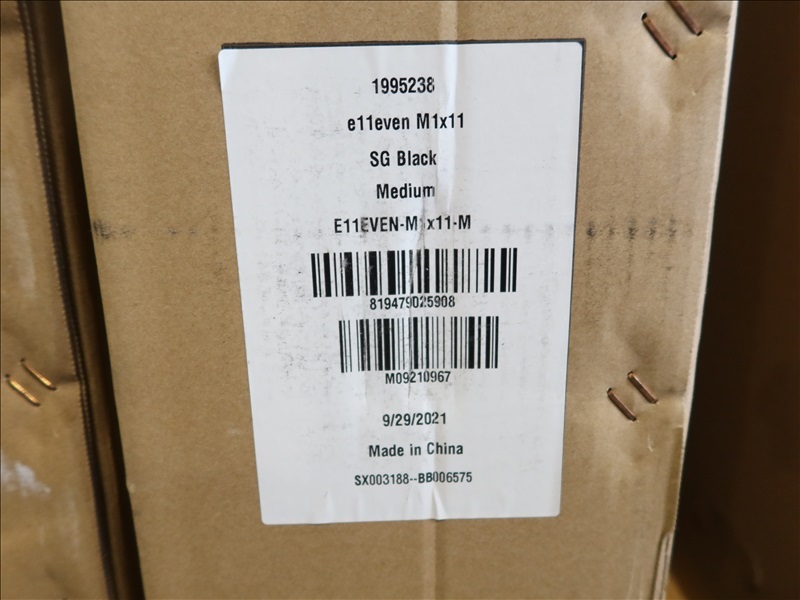 1995238
e11even M1x11
SG Black
Medium
E11EVEN-M1x11-M
819479025908
M09210967
9/29/2021
Made in China
SX003188--BB006575